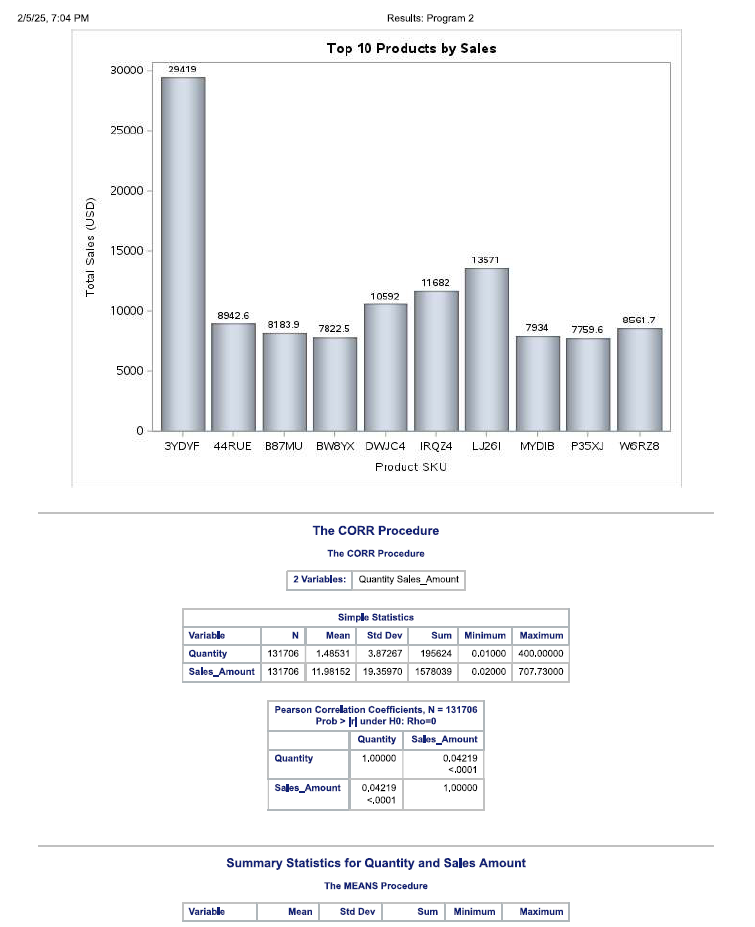 2/5/25, 7:04 PM Results: Program 2
Top 10 Products by Sales
Total Sales (USD)
30000
25000
20000
15000
10000
5000
0
29419
8942.6
8183.9
7822.5
10592
11682
13571
7934
7759.6
8561.7
3YDVF 44RUE B87MU BW8YX DWJC4 IRQZ4 LJ26I MYDIB P35XJ W6RZ8
Product SKU
The CORR Procedure
The CORR Procedure
2 Variables: Quantity Sales_Amount
Simple Statistics
Variable N Mean Std Dev Sum Minimum Maximum
Quantity 131706 1.48531 3.87267 195624 0.01000 400.00000
Sales_Amount 131706 11.98152 19.35970 1578039 0.02000 707.73000
Pearson Correlation Coefficients, N = 131706
Prob > |r| under H0: Rho=0
Quantity Sales_Amount
Quantity 1.00000 0.04219
<.0001
Sales_Amount 0.04219 1.00000
<.0001
Summary Statistics for Quantity and Sales Amount
The MEANS Procedure
Variable Mean Std Dev Sum Minimum Maximum